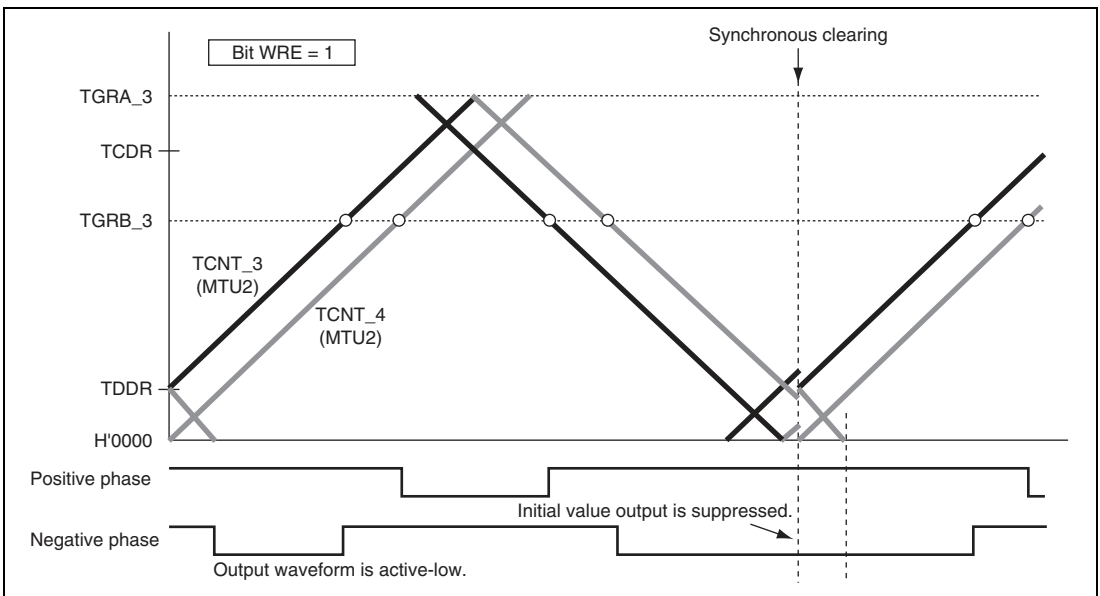 Synchronous clearing
Bit WRE = 1
TGRA_3
TCDR
TGRB_3
TCNT_3
(MTU2)
TCNT_4
(MTU2)
TDDR
H'0000
Positive phase
Initial value output is suppressed.
Negative phase
Output waveform is active-low.